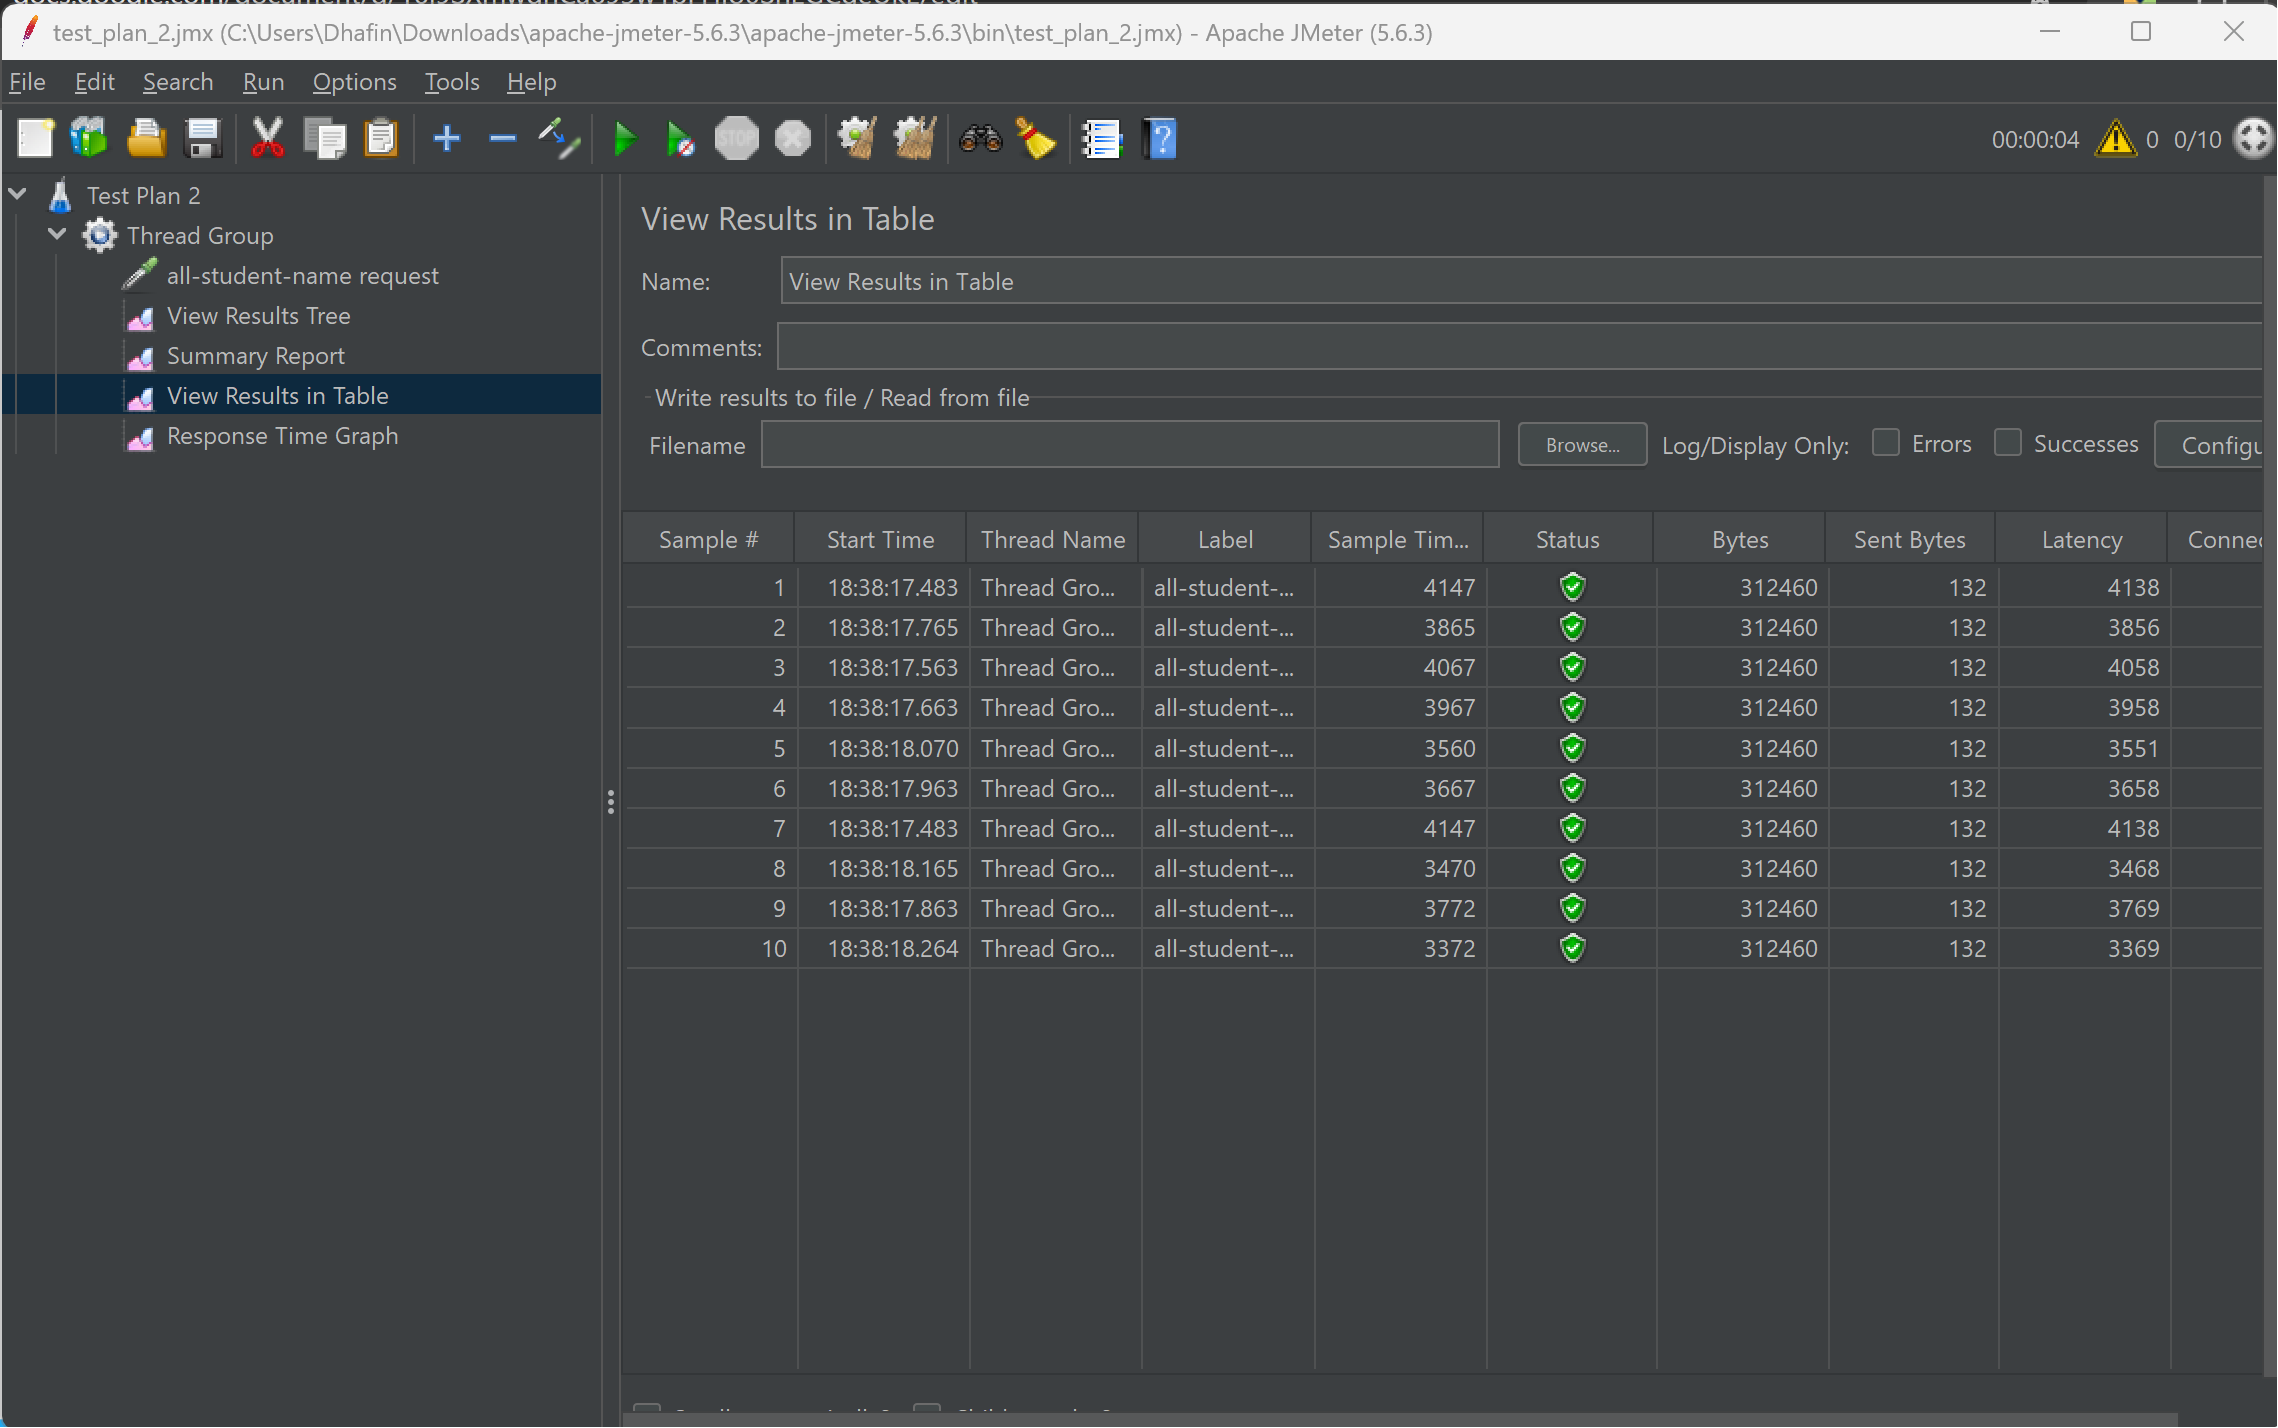 test_plan_2.jmx (C:\Users\Dhafin\Downloads\apache-jmeter-5.6.3\apache-jmeter-5.6.3\bin\test_plan_2.jmx) - Apache JMeter (5.6.3)
File Edit Search Run Options Tools Help
STOP ? 00:00:04 0 0/10
Test Plan 2
Thread Group
all-student-name request
View Results Tree
Summary Report
View Results in Table
Response Time Graph
View Results in Table
Name: View Results in Table
Comments:
Write results to file / Read from file
Filename Browse... Log/Display Only: Errors Successes Configu
Sample # Start Time Thread Name Label Sample Tim... Status Bytes Sent Bytes Latency Connec
1 18:38:17.483 Thread Gro... all-student-... 4147 312460 132 4138
2 18:38:17.765 Thread Gro... all-student-... 3865 312460 132 3856
3 18:38:17.563 Thread Gro... all-student-... 4067 312460 132 4058
4 18:38:17.663 Thread Gro... all-student-... 3967 312460 132 3958
5 18:38:18.070 Thread Gro... all-student-... 3560 312460 132 3551
6 18:38:17.963 Thread Gro... all-student-... 3667 312460 132 3658
7 18:38:17.483 Thread Gro... all-student-... 4147 312460 132 4138
8 18:38:18.165 Thread Gro... all-student-... 3470 312460 132 3468
9 18:38:17.863 Thread Gro... all-student-... 3772 312460 132 3769
10 18:38:18.264 Thread Gro... all-student-... 3372 312460 132 3369